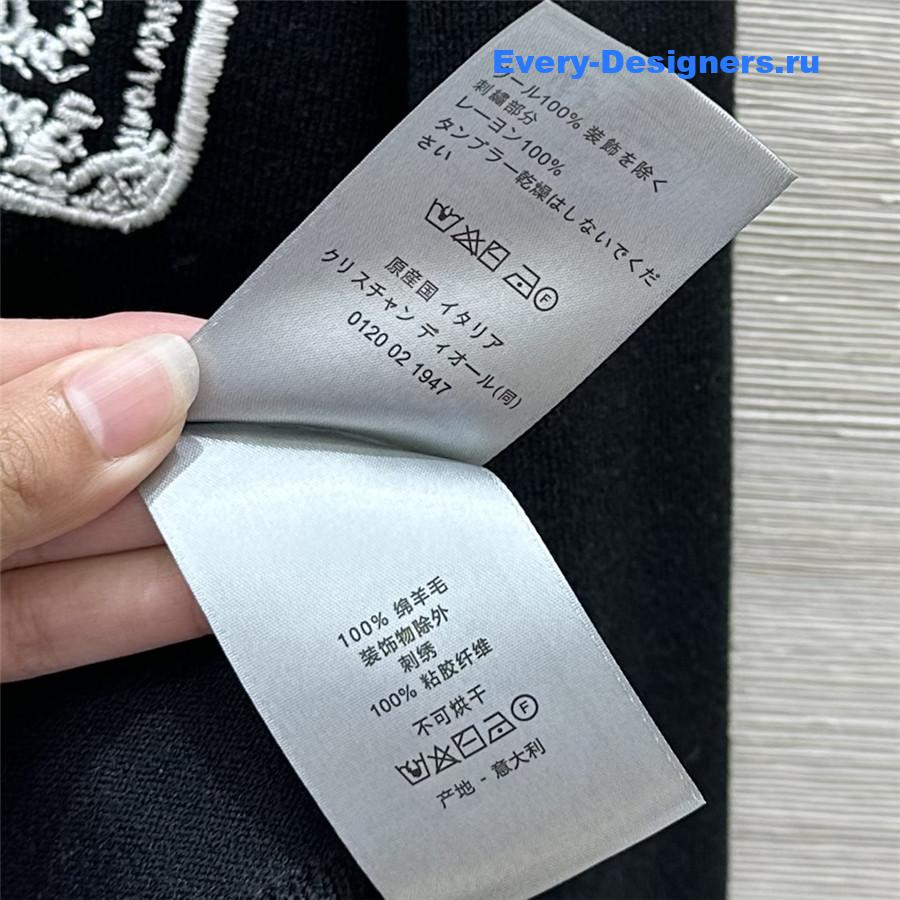 Every-Designers.ru
ール100% 装飾を除く
刺繍部分
レーヨン100%
タンブラー乾燥はしないでくだ
さい
F
原産国 イタリア
クリスチャン ディオール(同)
0120 02 1947
100% 绵羊毛
装饰物除外
刺绣
100% 粘胶纤维
不可烘干
F
产地 - 意大利